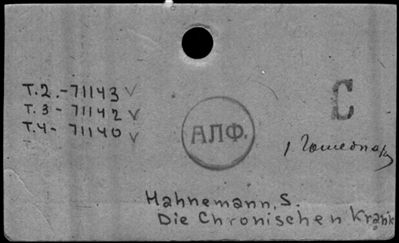 Т.2.-71143 V
Т.3- 71142 V
Т.4- 71140 V
С
АЛФ.
Hahnemann, S.
Die Chronischen Krank